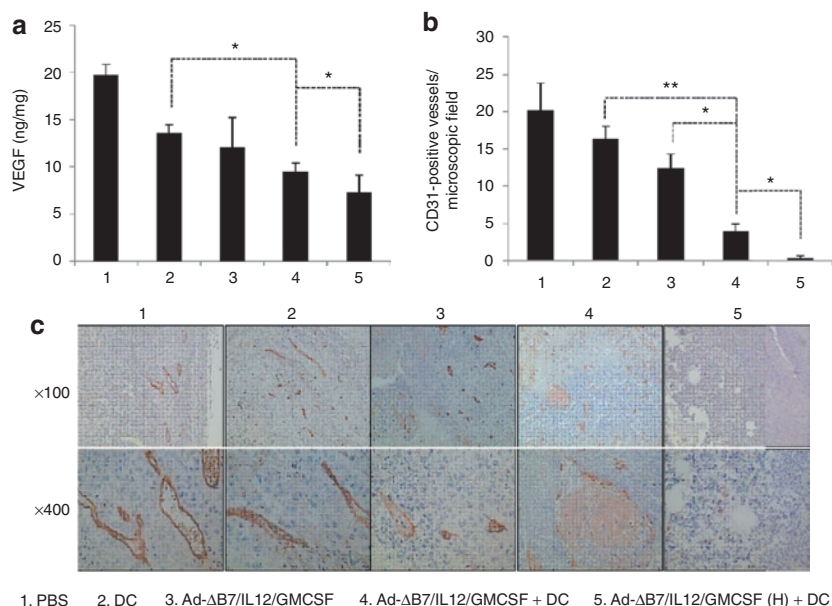 a
VEGF (ng/mg)
25
20
15
10
5
0
*
*
1 2 3 4 5
b
CD31-positive vessels/
microscopic field
30
25
20
15
10
5
0
**
*
*
1 2 3 4 5
c
1 2 3 4 5
×100
×400
1. PBS 2. DC 3. Ad-ΔB7/IL12/GMCSF 4. Ad-ΔB7/IL12/GMCSF + DC 5. Ad-ΔB7/IL12/GMCSF (H) + DC